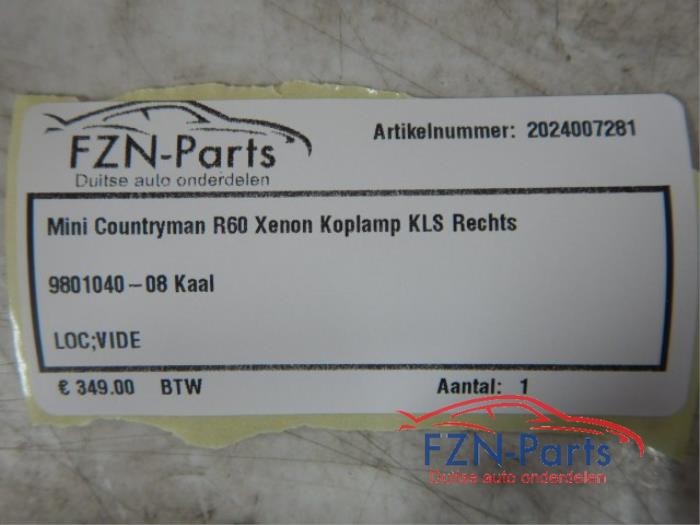 FZN-Parts
Duitse auto onderdelen
Artikelnummer: 2024007281
Mini Countryman R60 Xenon Koplamp KLS Rechts
9801040-08 Kaal
LOC;VIDE
€ 349.00 BTW
Aantal: 1
FZN-Parts
Duitse auto onderdelen